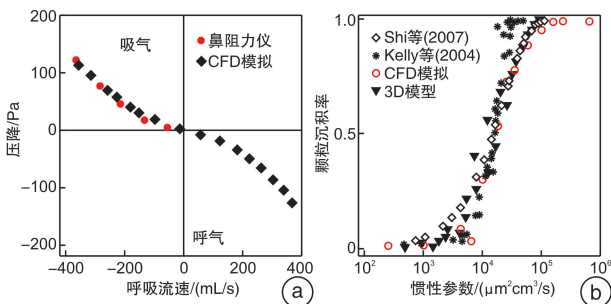 吸气
鼻阻力仪
CFD模拟
呼气
压降/Pa
200
100
0
−100
−200
−400
−200
0
200
400
呼吸流速/(mL/s)
a
Shi等(2007)
Kelly等(2004)
CFD模拟
3D模型
颗粒沉积率
1.0
0.5
0
10²
10³
10⁴
10⁵
10⁶
惯性参数/(μm²cm³/s)
b